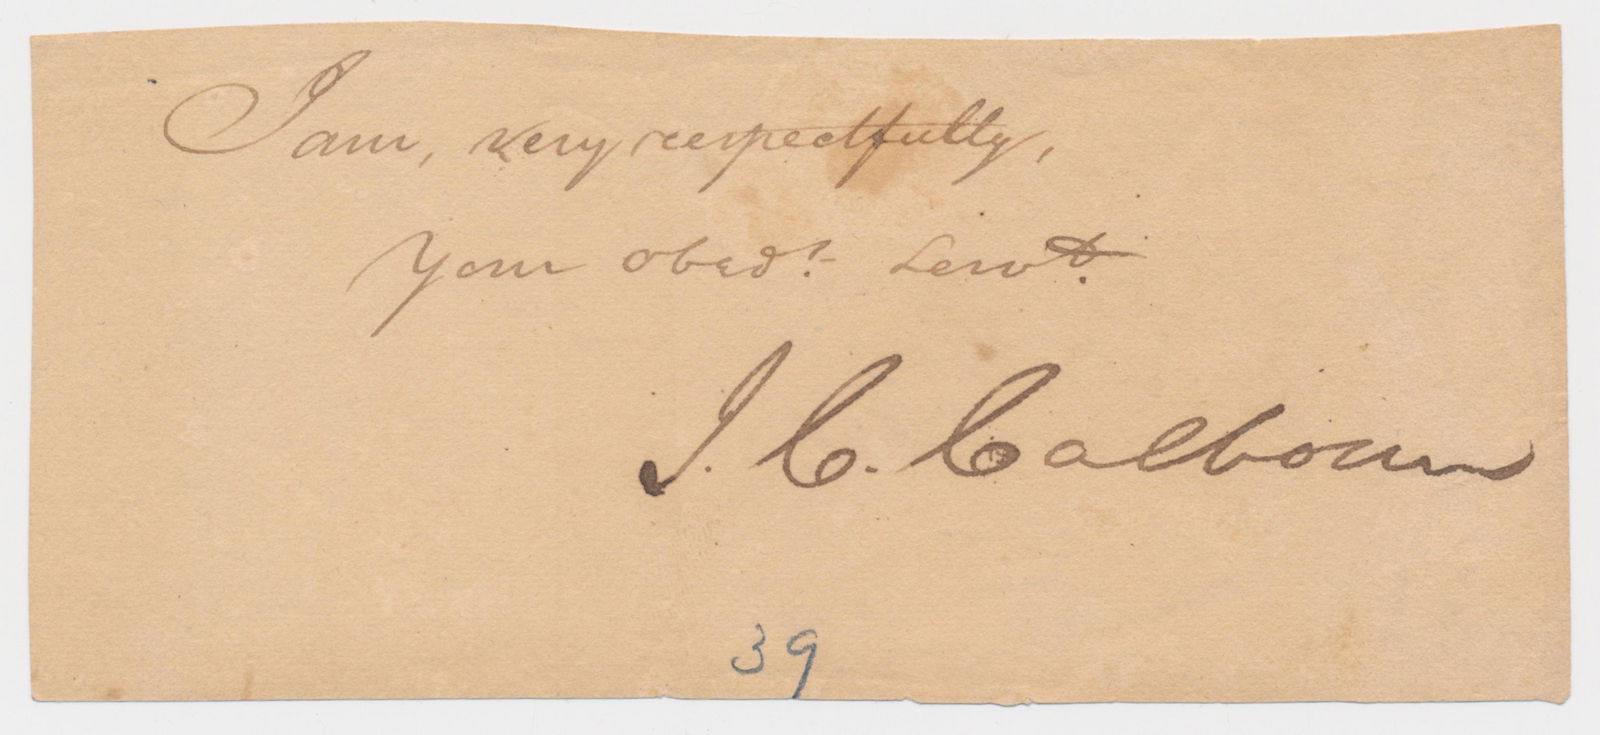 I am, very respectfully,
Your obedt. Servt.
J. C. Calhoun
39